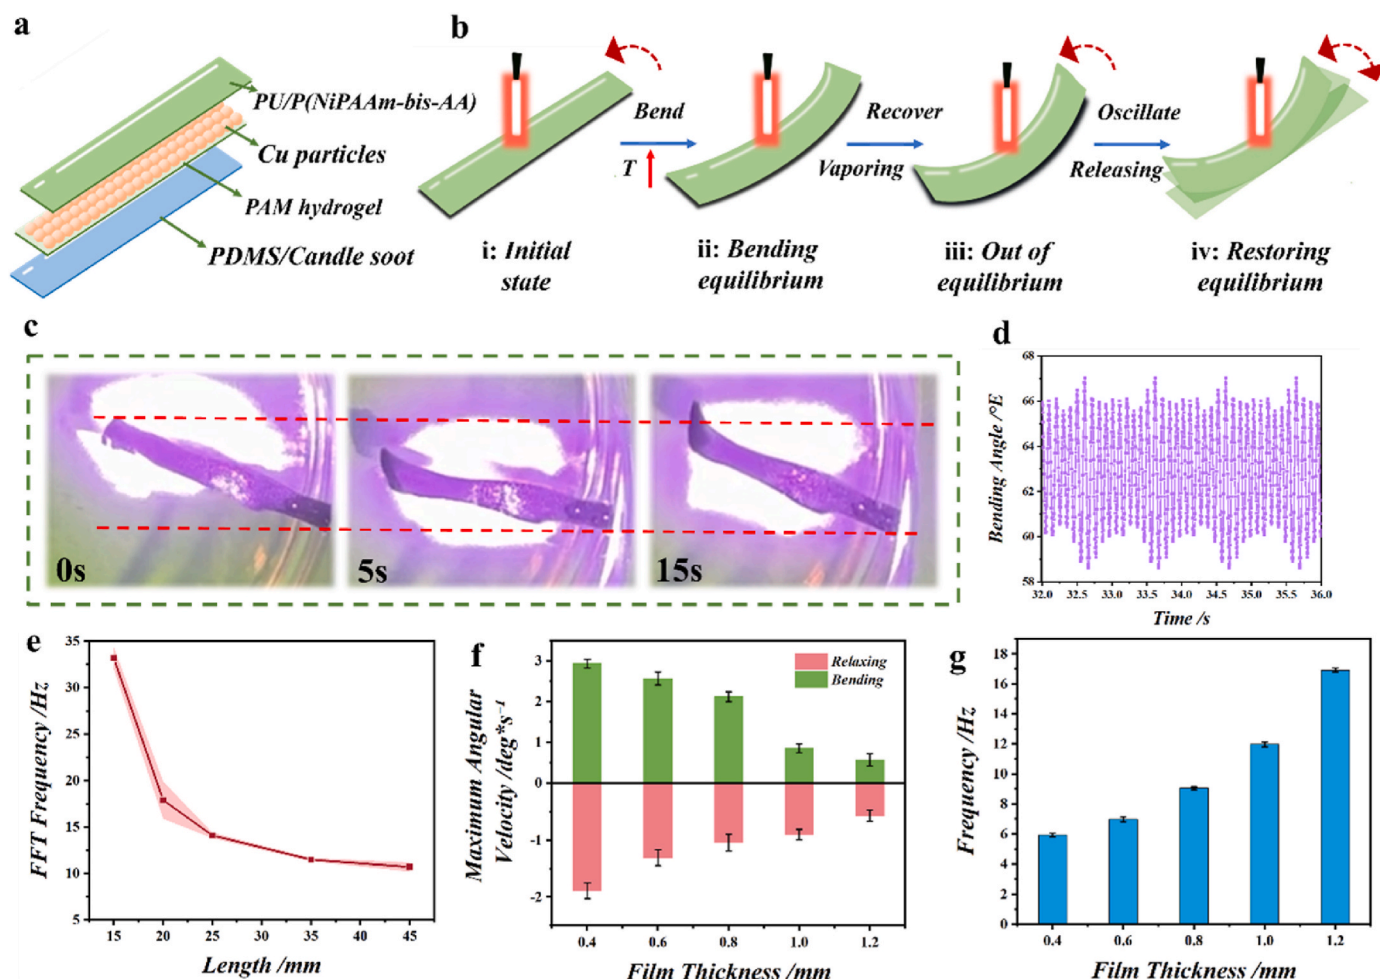 a
PU/P(NiPAAm-bis-AA)
Cu particles
PAM hydrogel
PDMS/Candle soot
b
Bend
T
Recover
Vaporing
Oscillate
Releasing
i: Initial
state
ii: Bending
equilibrium
iii: Out of
equilibrium
iv: Restoring
equilibrium
c
0s
5s
15s
d
Bending Angle /°E
68
66
64
62
60
58
32.0 32.5 33.0 33.5 34.0 34.5 35.0 35.5 36.0
Time /s
e
FFT Frequency /Hz
35
30
25
20
15
10
5
15 20 25 30 35 40 45
Length /mm
f
Maximum Angular
Velocity /deg*s⁻¹
Relaxing
Bending
3
2
1
0
-1
-2
0.4 0.6 0.8 1.0 1.2
Film Thickness /mm
g
Frequency /Hz
18
16
14
12
10
8
6
4
2
0
0.4 0.6 0.8 1.0 1.2
Film Thickness /mm